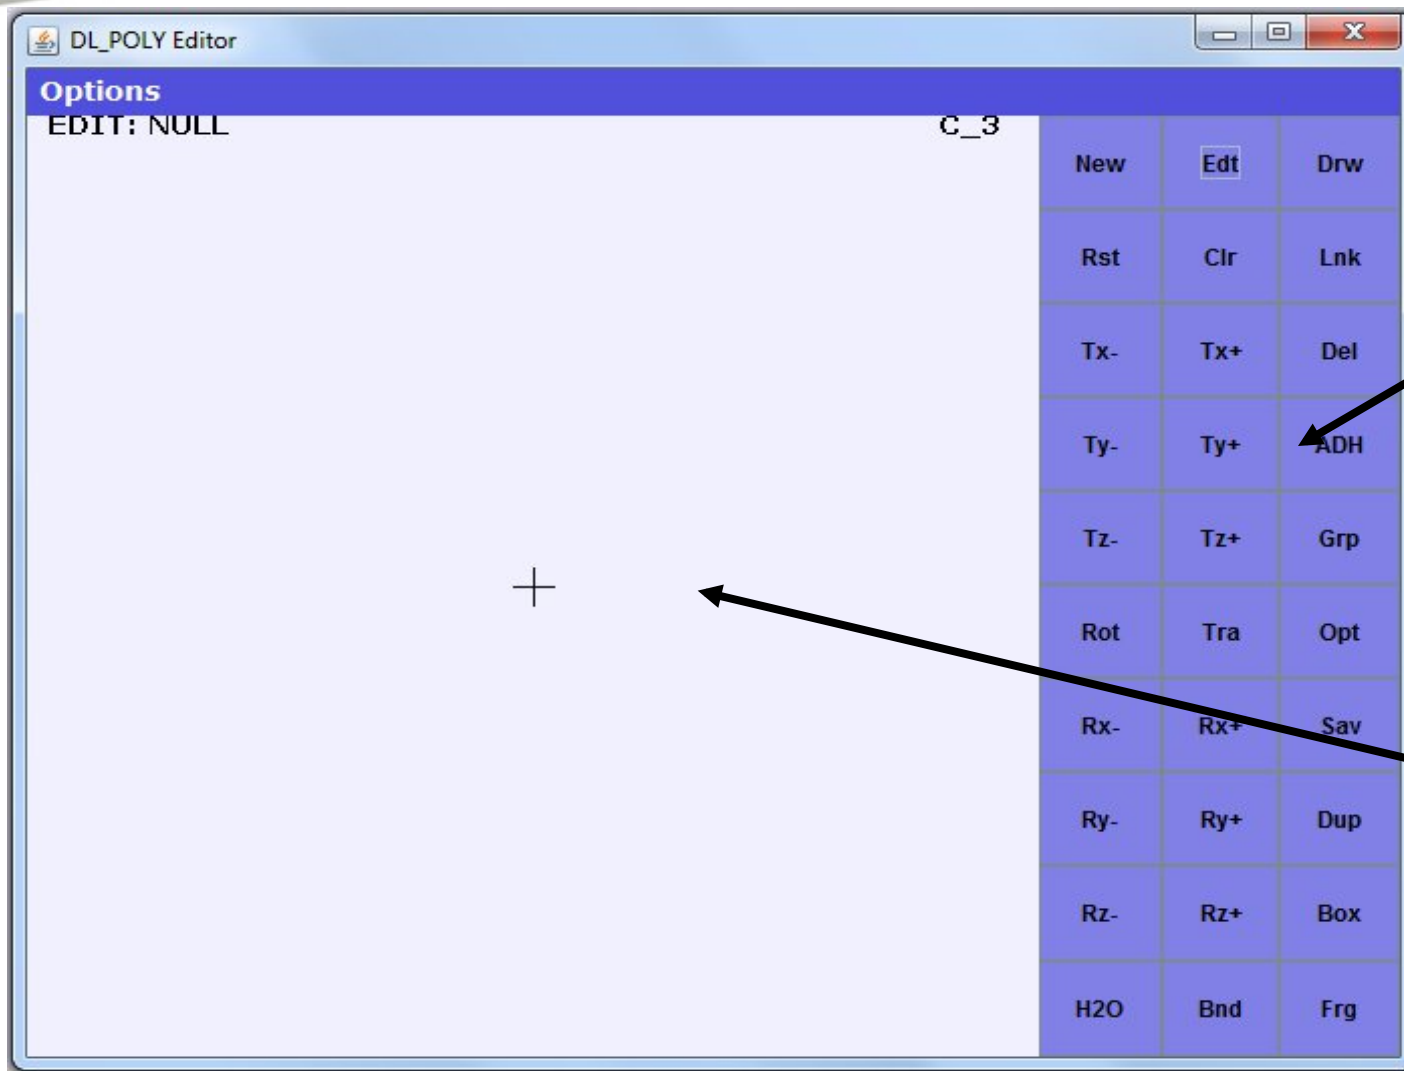 DL_POLY Editor
Options
EDIT: NULL C_3
New Edt Drw
Rst Clr Lnk
Tx- Tx+ Del
Ty- Ty+ ADH
Tz- Tz+ Grp
Rot Tra Opt
Rx- Rx+ Sav
Ry- Ry+ Dup
Rz- Rz+ Box
H2O Bnd Frg